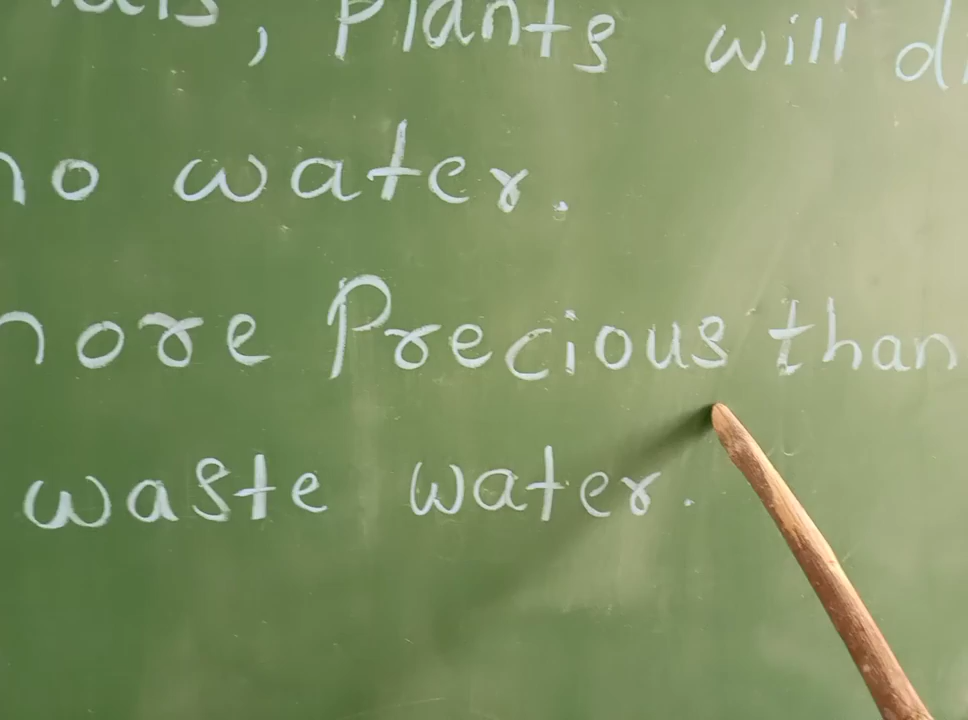 , Plants will
no water.
more Precious than
waste water.